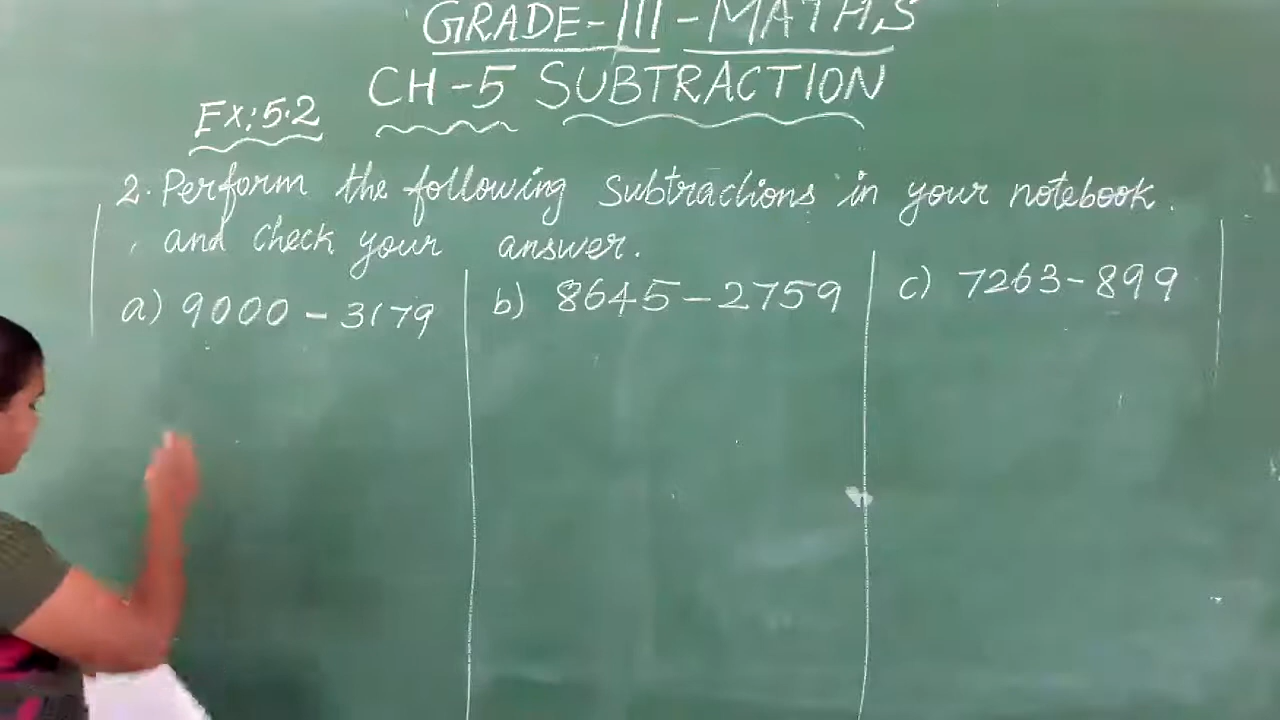 GRADE-III-MATHS
CH-5 SUBTRACTION
Ex:5.2
2. Perform the following subtractions in your notebook.
and check your answer.
a) 9000 - 3179
b) 8645-2759
c) 7263-899